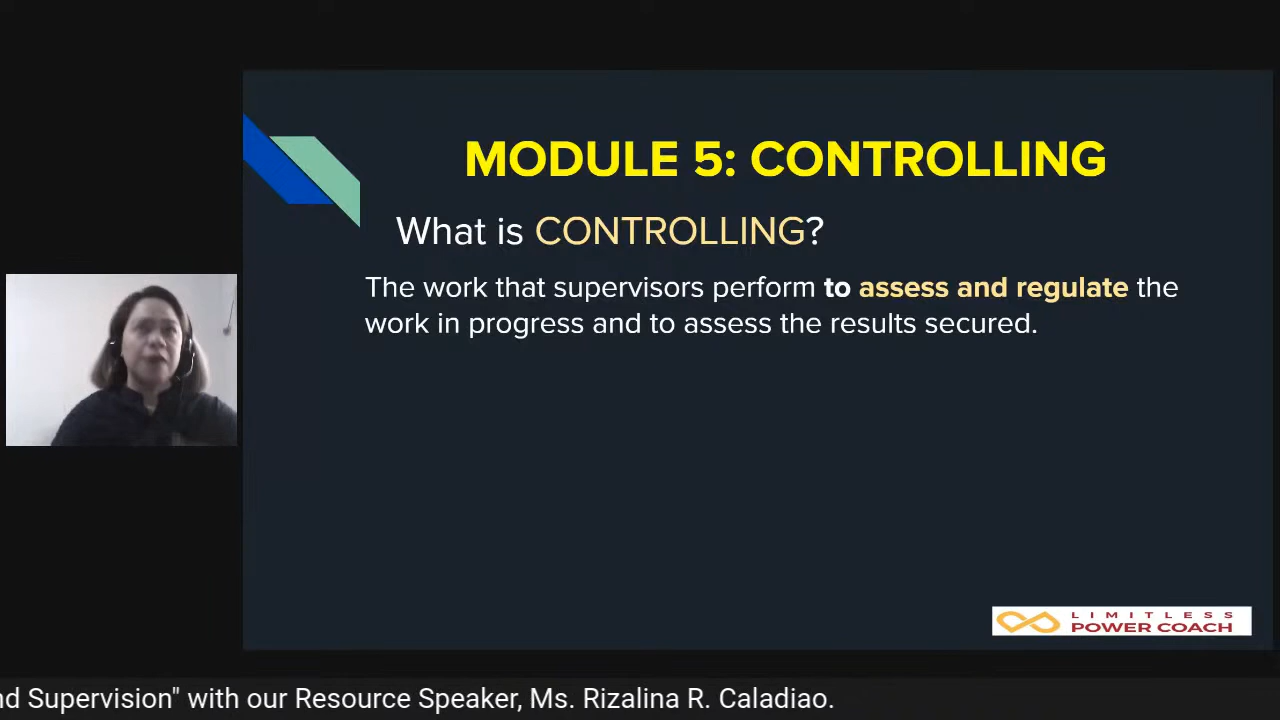 MODULE 5: CONTROLLING
What is CONTROLLING?
The work that supervisors perform to assess and regulate the
work in progress and to assess the results secured.
LIMITLESS
POWER COACH
nd Supervision" with our Resource Speaker, Ms. Rizalina R. Caladiao.